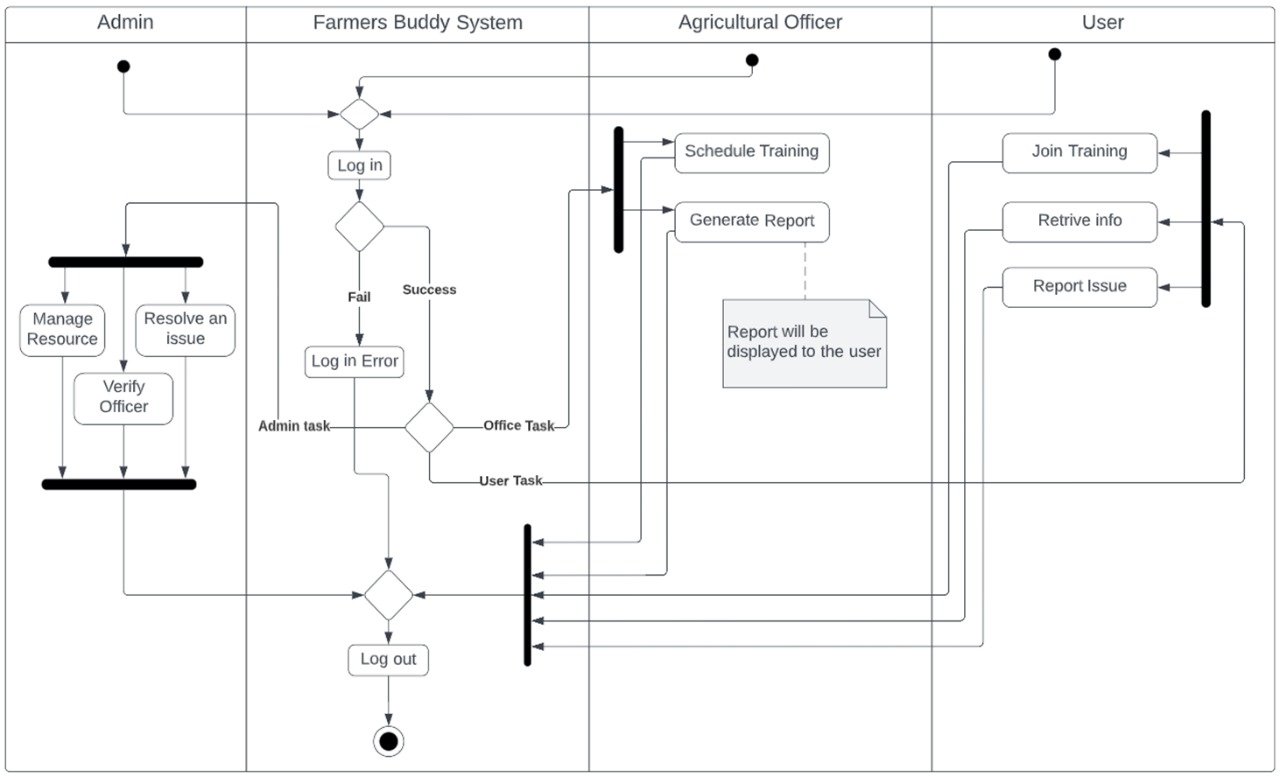 Admin
Farmers Buddy System
Agricultural Officer
User
Log in
Schedule Training
Join Training
Generate Report
Retrive info
Report Issue
Fail
Success
Manage
Resource
Resolve an
issue
Verify
Officer
Log in Error
Report will be
displayed to the user
Admin task
Office Task
User Task
Log out